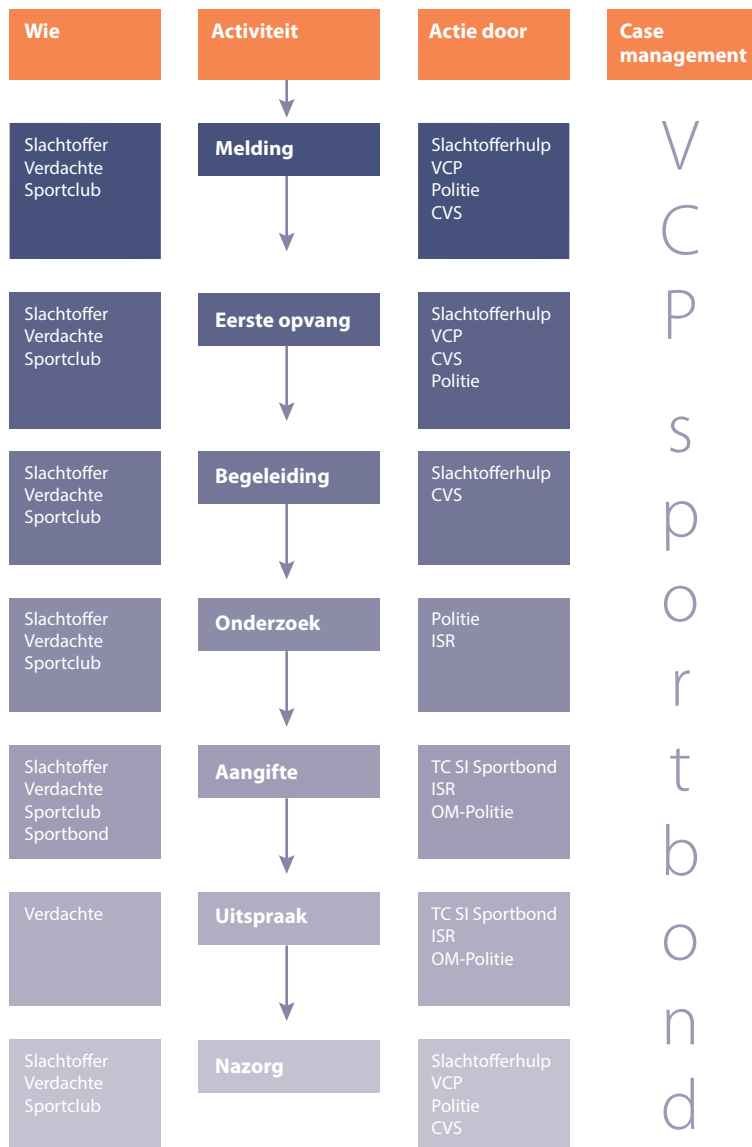 Wie
Activiteit
Actie door
Case
management
Slachtoffer
Verdachte
Sportclub
Melding
Slachtofferhulp
VCP
Politie
CVS
Slachtoffer
Verdachte
Sportclub
Eerste opvang
Slachtofferhulp
VCP
CVS
Politie
Slachtoffer
Verdachte
Sportclub
Begeleiding
Slachtofferhulp
CVS
Slachtoffer
Verdachte
Sportclub
Onderzoek
Politie
ISR
Slachtoffer
Verdachte
Sportclub
Sportbond
Aangifte
TC SI Sportbond
ISR
OM-Politie
Verdachte
Uitspraak
TC SI Sportbond
ISR
OM-Politie
Slachtoffer
Verdachte
Sportclub
Nazorg
Slachtofferhulp
VCP
Politie
CVS
VCP sportbond